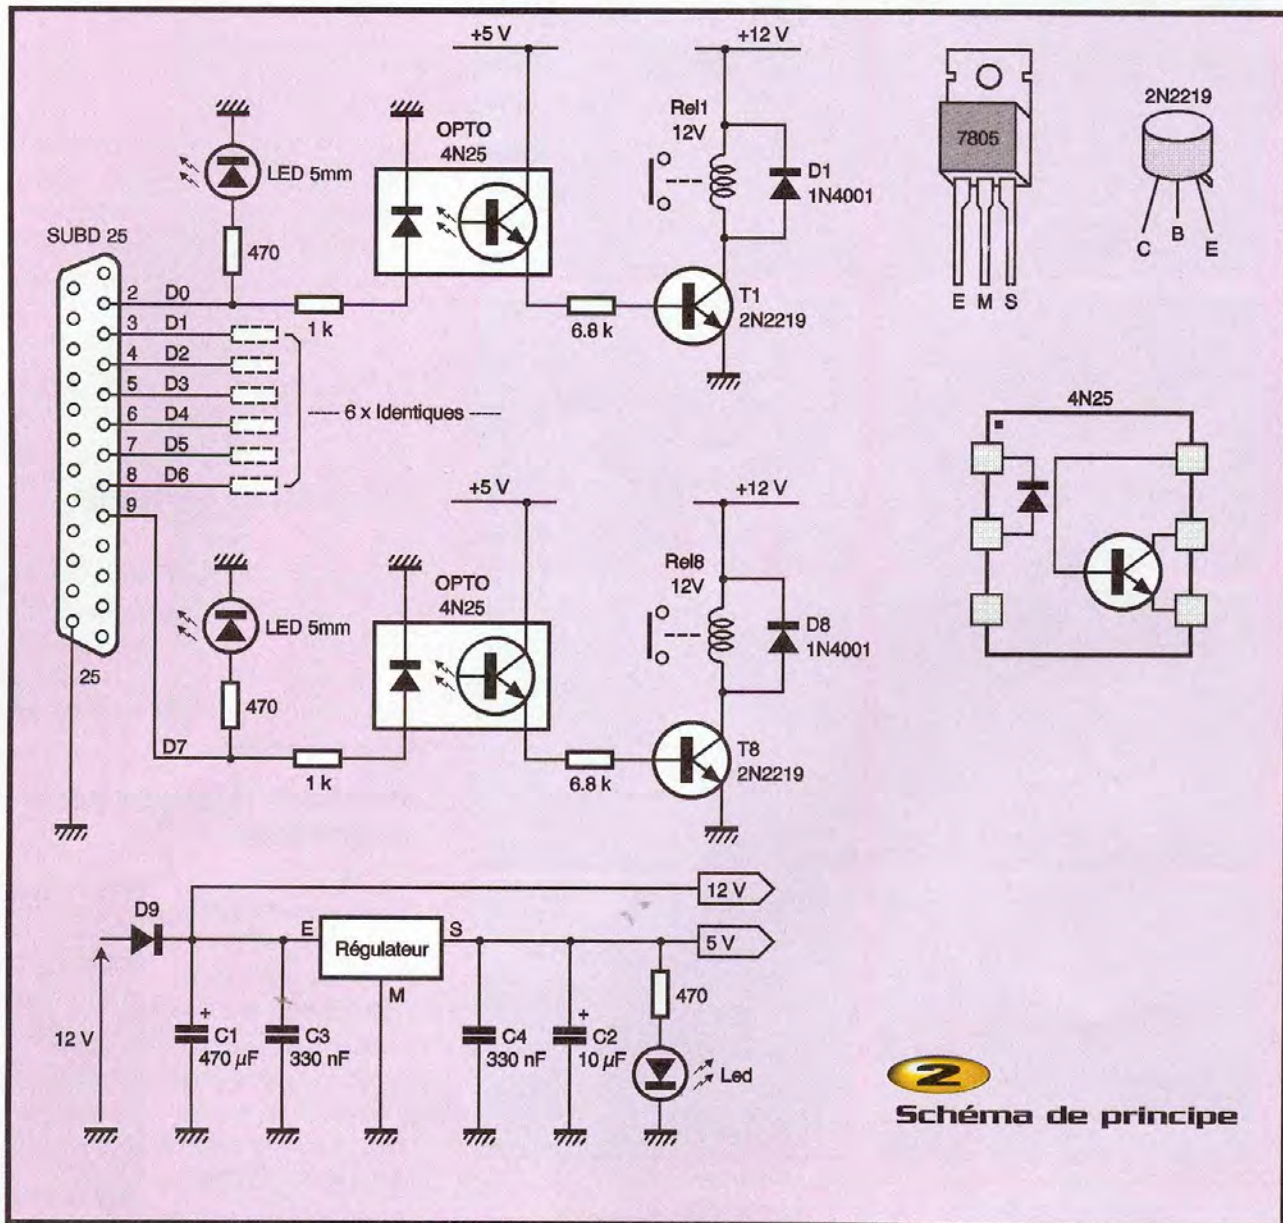 +5 V
+12 V
OPTO
4N25
LED 5mm
Rel1
12V
D1
1N4001
SUBD 25
470
2
D0
1 k
6.8 k
T1
2N2219
3
D1
4
D2
5
D3
6
D4
7
D5
8
D6
9
6 x Identiques
+5 V
+12 V
OPTO
4N25
LED 5mm
Rel8
12V
D8
1N4001
25
470
D7
1 k
6.8 k
T8
2N2219
7805
E M S
2N2219
C B E
4N25
12 V
D9
E
Régulateur
S
5 V
M
470
12 V
+
C1
470 µF
C3
330 nF
C4
330 nF
+
C2
10 µF
Led
2
Schéma de principe